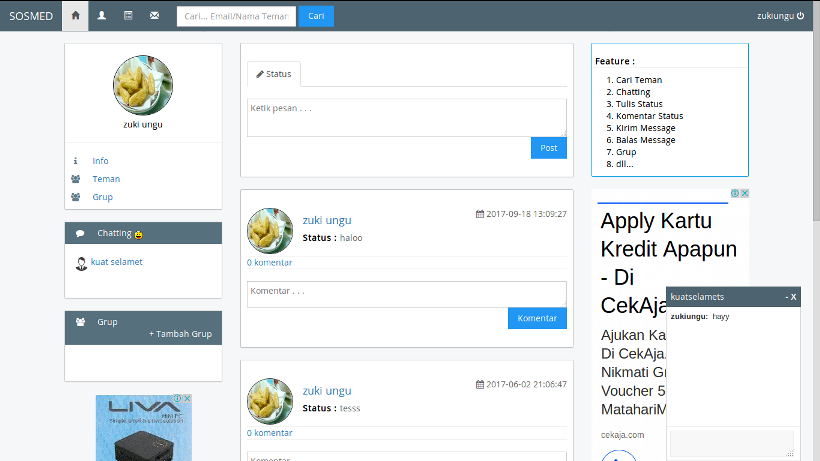 SOSMED
Cari... Email/Nama Teman
Cari
zukiungu
zuki ungu
Info
Teman
Grup
Chatting
kuat selamet
Grup
+ Tambah Grup
LIVA
MINI PC
Status
Ketik pesan . . .
Post
zuki ungu
2017-09-18 13:09:27
Status : haloo
0 komentar
Komentar . . .
Komentar
zuki ungu
2017-06-02 21:06:47
Status : tesss
0 komentar
Feature :
1. Cari Teman
2. Chatting
3. Tulis Status
4. Komentar Status
5. Kirim Message
6. Balas Message
7. Grup
8. dll...
Apply Kartu
Kredit Apapun
- Di
CekAja
Ajukan Ka
Di CekAja.
Nikmati Gr
Voucher 5
MatahariM
cekaja.com
kuatselamets
- X
zukiungu: hayy